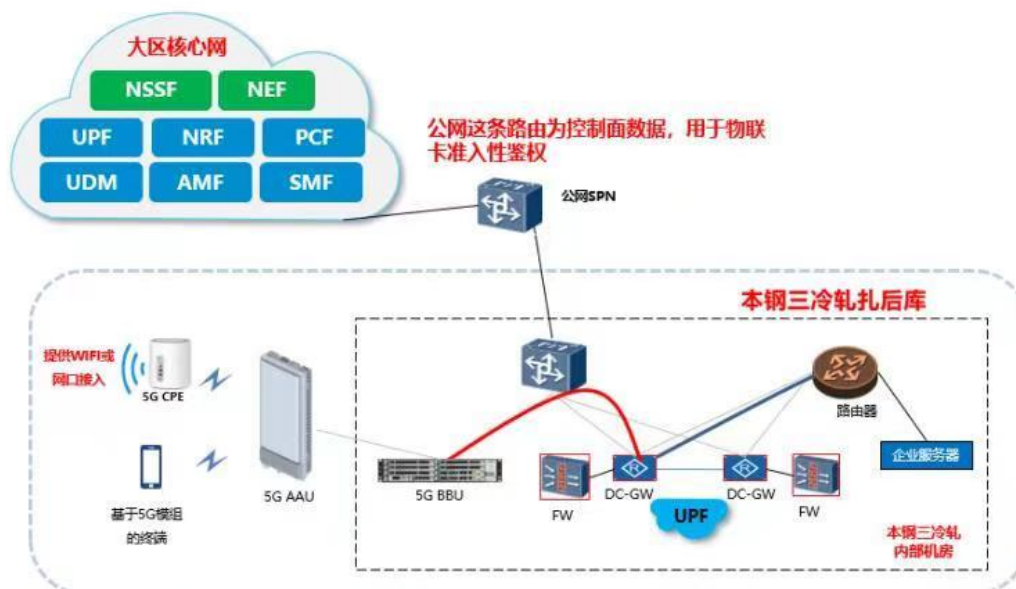 大区核心网
NSSF NEF
UPF NRF PCF
UDM AMF SMF
公网这条路由为控制面数据，用于物联
卡准入性鉴权
公网SPN
本钢三冷轧扎后库
提供WIFI或
网口接入
5G CPE
5G AAU
基于5G模组
的终端
5G BBU
FW
DC-GW
DC-GW
FW
UPF
路由器
企业服务器
本钢三冷轧
内部机房